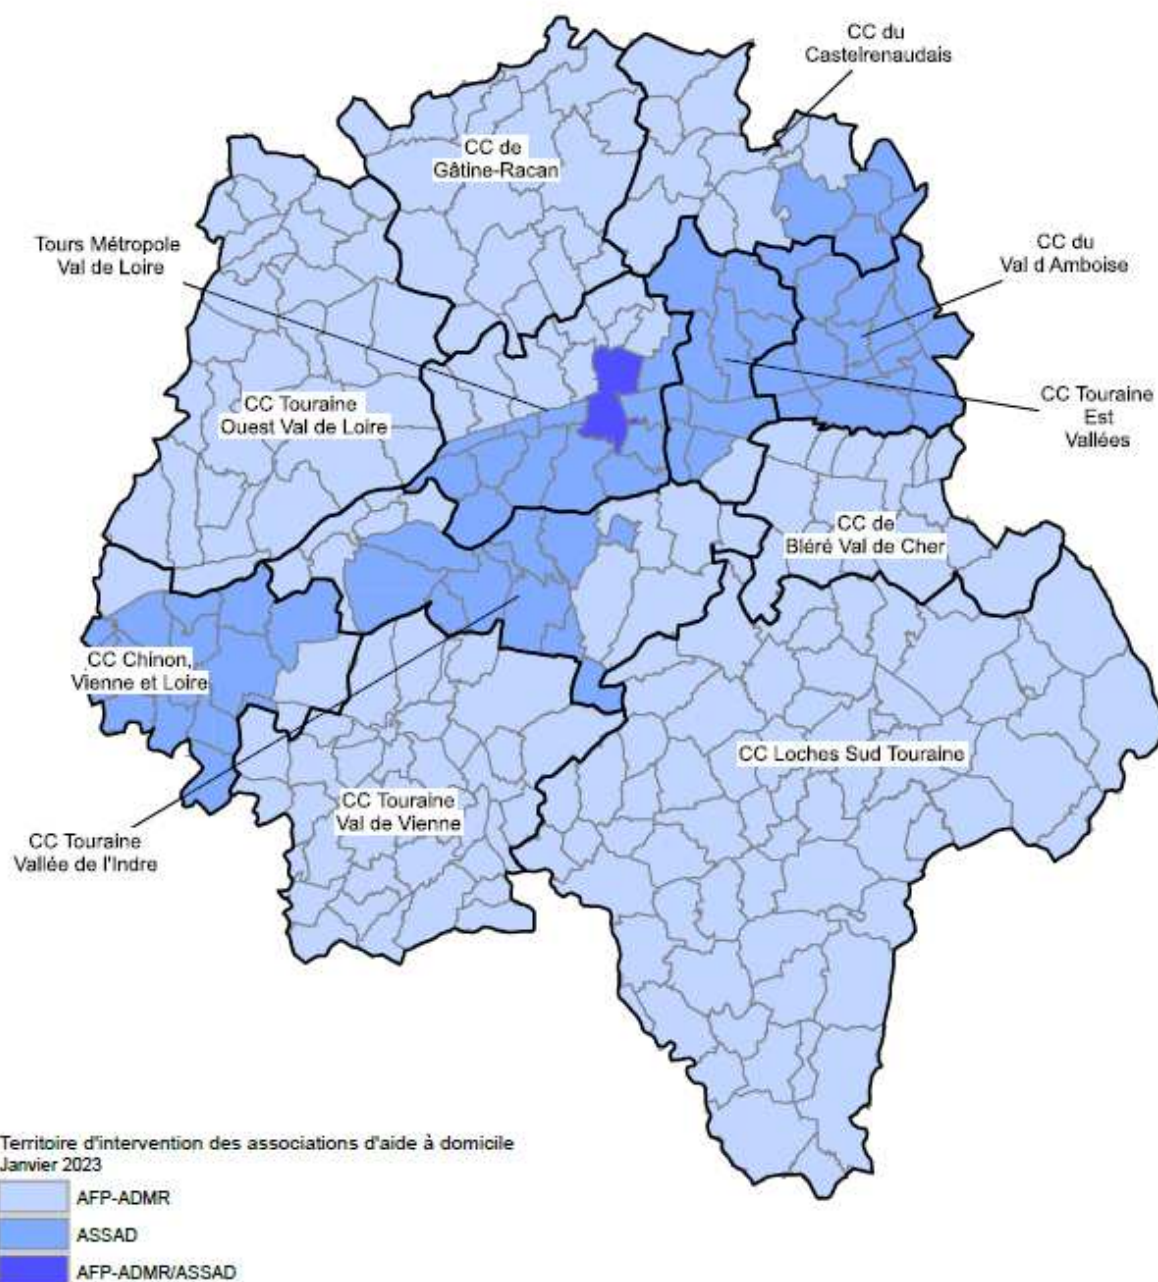 CC du
Castelrenaudais
CC de
Gâtine-Racan
Tours Métropole
Val de Loire
CC du
Val d Amboise
CC Touraine
Ouest Val de Loire
CC Touraine
Est
Vallées
CC de
Bléré Val de Cher
CC Chinon,
Vienne et Loire
CC Loches Sud Touraine
CC Touraine
Val de Vienne
CC Touraine
Vallée de l'Indre
Territoire d'intervention des associations d'aide à domicile
Janvier 2023
AFP-ADMR
ASSAD
AFP-ADMR/ASSAD